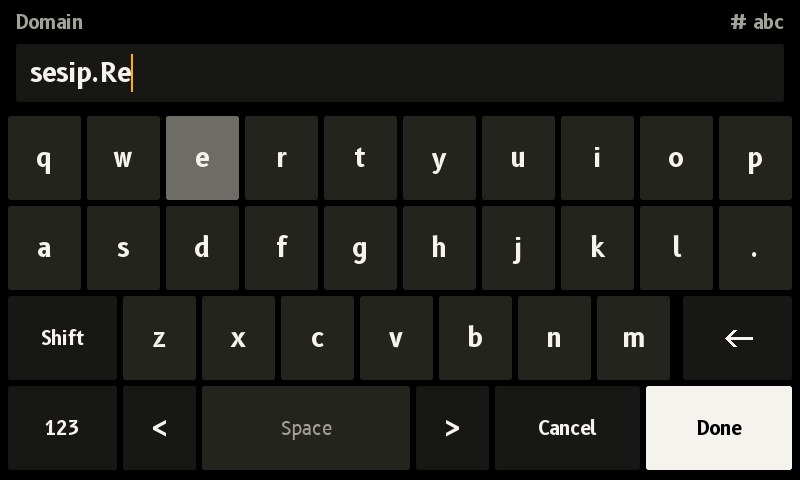 Domain # abc
sesip.Re
q w e r t y u i o p
a s d f g h j k l .
Shift z x c v b n m ←
123 < Space > Cancel Done